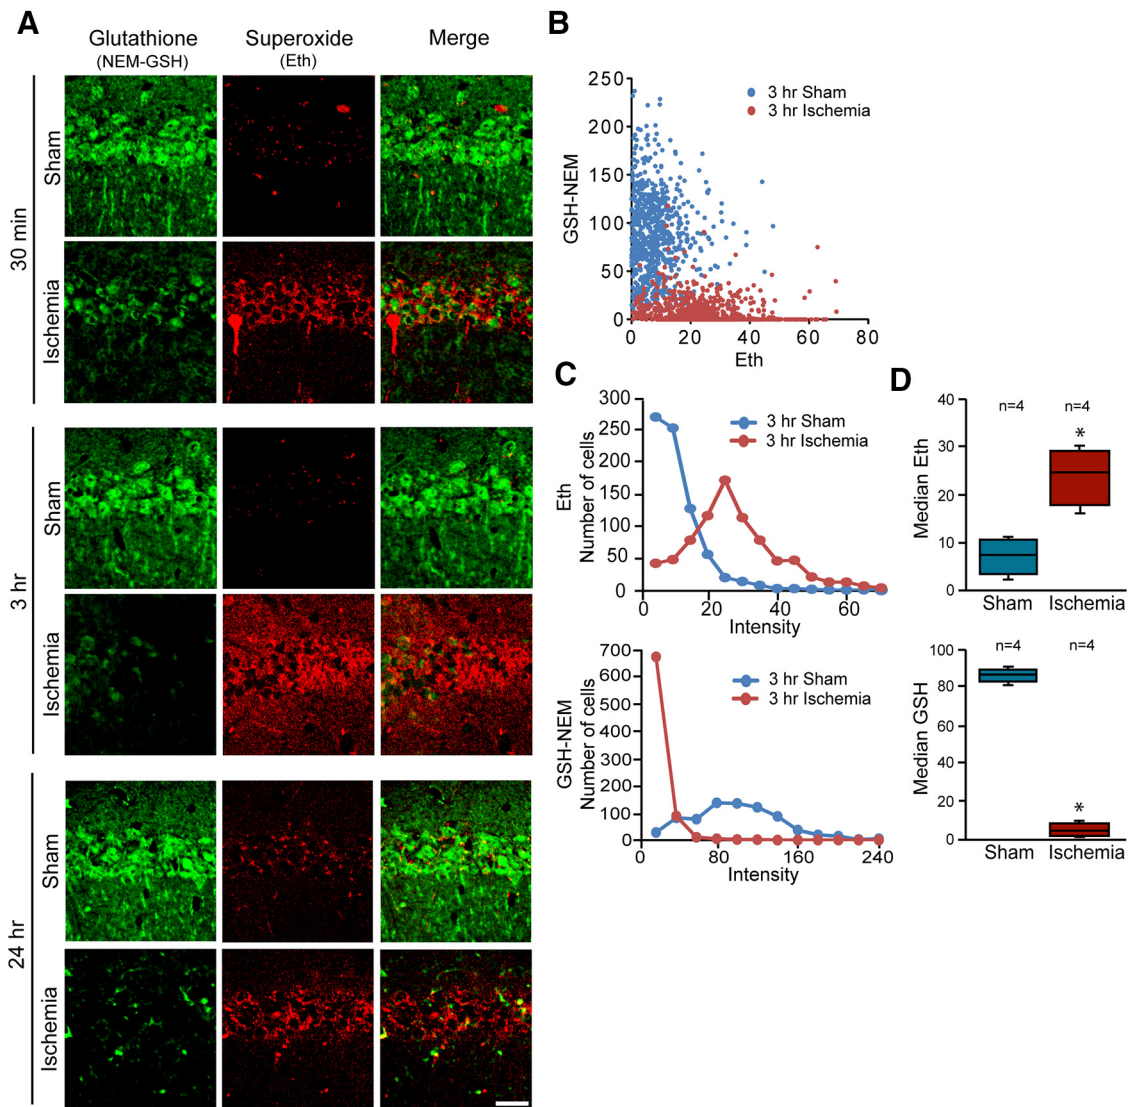 A
Glutathione
(NEM-GSH)
Superoxide
(Eth)
Merge
30 min
Sham
Ischemia
3 hr
Sham
Ischemia
24 hr
Sham
Ischemia
B
GSH-NEM
250
200
150
100
50
0
3 hr Sham
3 hr Ischemia
0 20 40 60 80
Eth
C
Eth
Number of cells
300
250
200
150
100
50
0
3 hr Sham
3 hr Ischemia
0 20 40 60
Intensity
GSH-NEM
Number of cells
700
600
500
400
300
200
100
0
3 hr Sham
3 hr Ischemia
0 80 160 240
Intensity
D
Median Eth
40
30
20
10
0
n=4 n=4
*
Sham Ischemia
Median GSH
100
80
60
40
20
0
n=4 n=4
*
Sham Ischemia